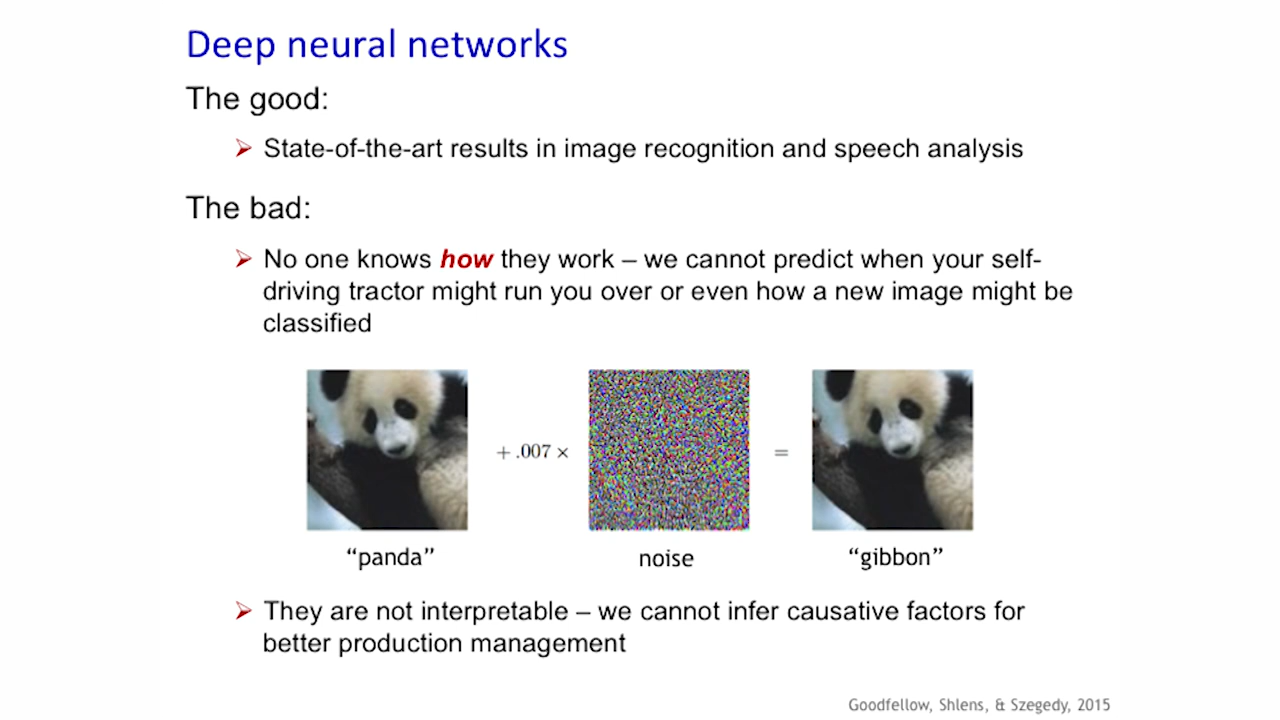 Deep neural networks
The good:
➢ State-of-the-art results in image recognition and speech analysis
The bad:
➢ No one knows how they work – we cannot predict when your self-
driving tractor might run you over or even how a new image might be
classified
+ .007 ×
=
“panda”
noise
“gibbon”
➢ They are not interpretable – we cannot infer causative factors for
better production management
Goodfellow, Shlens, & Szegedy, 2015